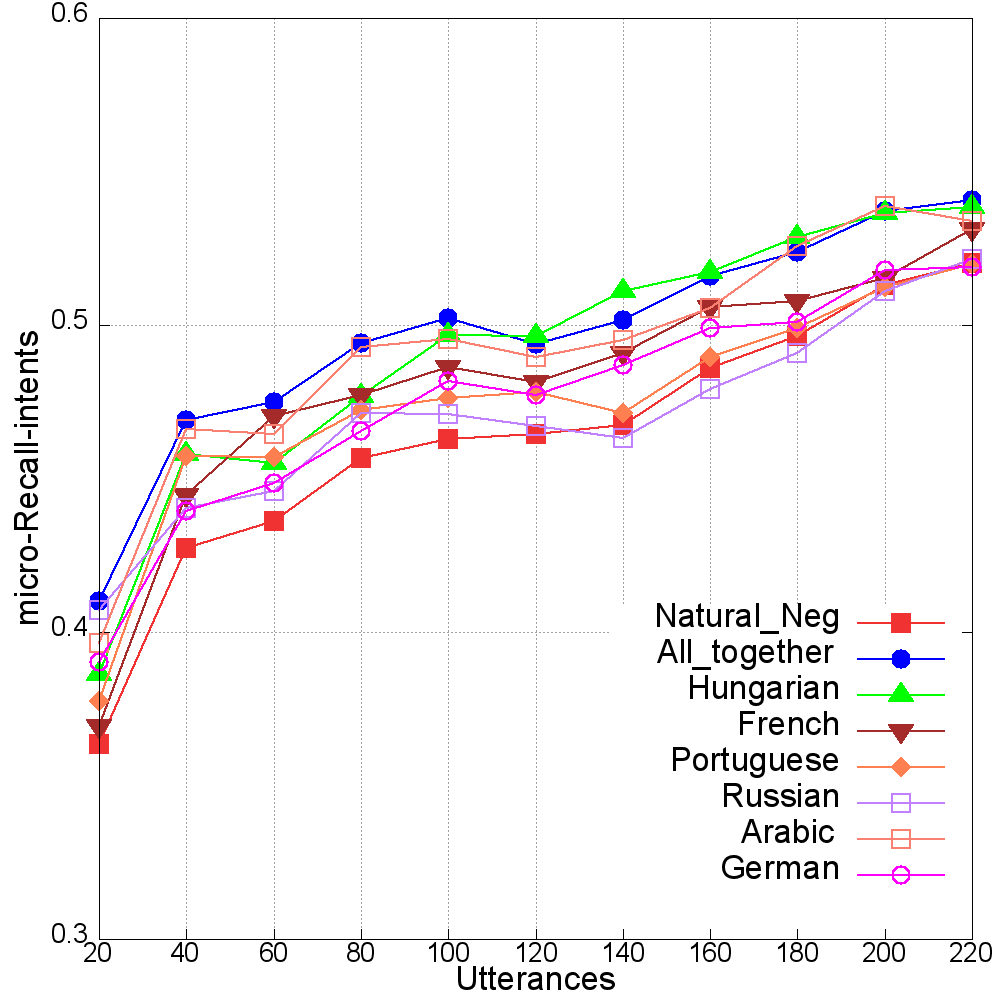 0.6
0.5
0.4
0.3
micro-Recall-intents
Natural_Neg
All_together
Hungarian
French
Portuguese
Russian
Arabic
German
20 40 60 80 100 120 140 160 180 200 220
Utterances